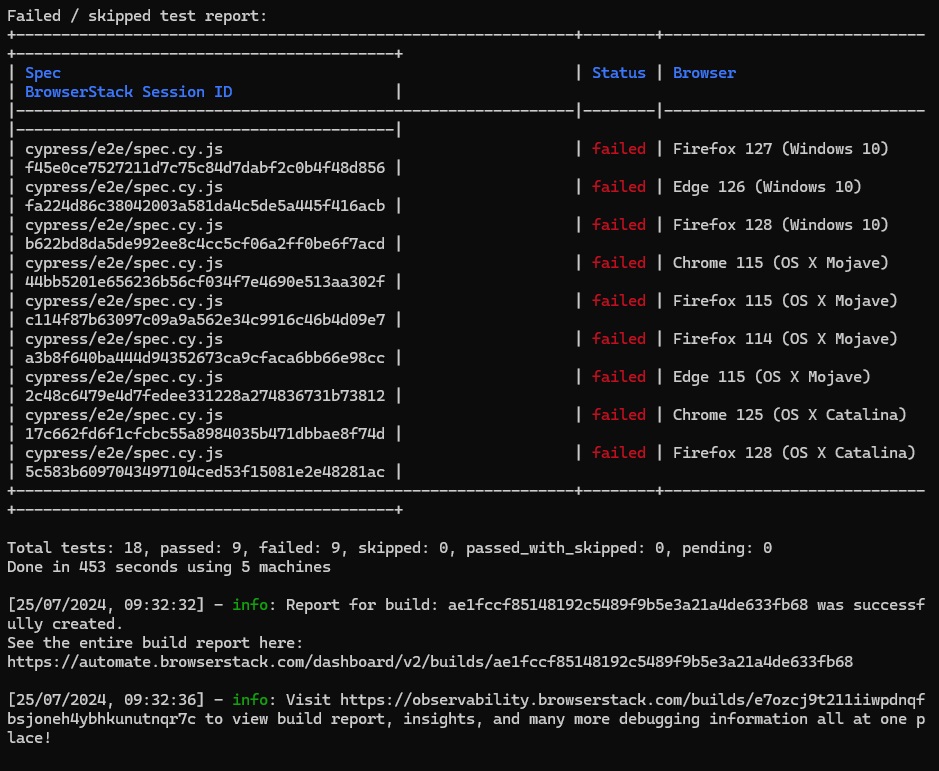 Failed / skipped test report:
+--------------------------------------------------------------+--------+-----------------------------
+------------------------------------------+
| Spec | Status | Browser
| BrowserStack Session ID |
|--------------------------------------------------------------|--------|-----------------------------
|------------------------------------------|
| cypress/e2e/spec.cy.js | failed | Firefox 127 (Windows 10)
| f45e0ce7527211d7c75c84d7dabf2c0b4f48d856 |
| cypress/e2e/spec.cy.js | failed | Edge 126 (Windows 10)
| fa224d86c38042003a581da4c5de5a445f416acb |
| cypress/e2e/spec.cy.js | failed | Firefox 128 (Windows 10)
| b622bd8da5de992ee8c4cc5cf06a2ff0be6f7acd |
| cypress/e2e/spec.cy.js | failed | Chrome 115 (OS X Mojave)
| 44bb5201e656236b56cf034f7e4690e513aa302f |
| cypress/e2e/spec.cy.js | failed | Firefox 115 (OS X Mojave)
| c114f87b63097c09a9a562e34c9916c46b4d09e7 |
| cypress/e2e/spec.cy.js | failed | Firefox 114 (OS X Mojave)
| a3b8f640ba444d94352673ca9cfaca6bb66e98cc |
| cypress/e2e/spec.cy.js | failed | Edge 115 (OS X Mojave)
| 2c48c6479e4d7fedee331228a274836731b73812 |
| cypress/e2e/spec.cy.js | failed | Chrome 125 (OS X Catalina)
| 17c662fd6f1cfcbc55a8984035b471dbbae8f74d |
| cypress/e2e/spec.cy.js | failed | Firefox 128 (OS X Catalina)
| 5c583b6097043497104ced53f15081e2e48281ac |
+--------------------------------------------------------------+--------+-----------------------------
+------------------------------------------+
Total tests: 18, passed: 9, failed: 9, skipped: 0, passed_with_skipped: 0, pending: 0
Done in 453 seconds using 5 machines
[25/07/2024, 09:32:32] - info: Report for build: ae1fccf85148192c5489f9b5e3a21a4de633fb68 was successf
ully created.
See the entire build report here:
https://automate.browserstack.com/dashboard/v2/builds/ae1fccf85148192c5489f9b5e3a21a4de633fb68
[25/07/2024, 09:32:36] - info: Visit https://observability.browserstack.com/builds/e7ozcj9t211iiwpdnqf
bsjoneh4ybhkunutnqr7c to view build report, insights, and many more debugging information all at one p
lace!